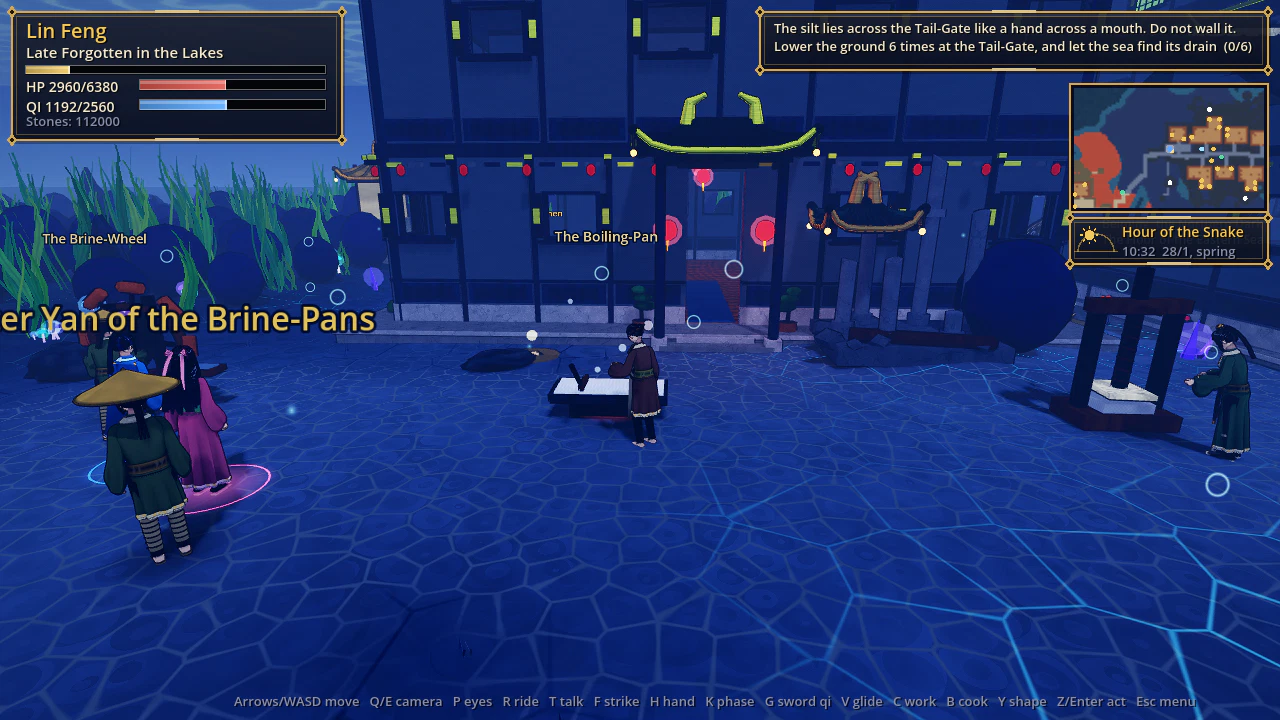 Lin Feng
Late Forgotten in the Lakes
HP 2960/6380
QI 1192/2560
Stones: 112000
The silt lies across the Tail-Gate like a hand across a mouth. Do not wall it.
Lower the ground 6 times at the Tail-Gate, and let the sea find its drain (0/6)
Hour of the Snake
10:32 28/1, spring
The Brine-Wheel
The Boiling-Pan
er Yan of the Brine-Pans
Arrows/WASD move Q/E camera P eyes R ride T talk F strike H hand K phase G sword qi V glide C work B cook Y shape Z/Enter act Esc menu